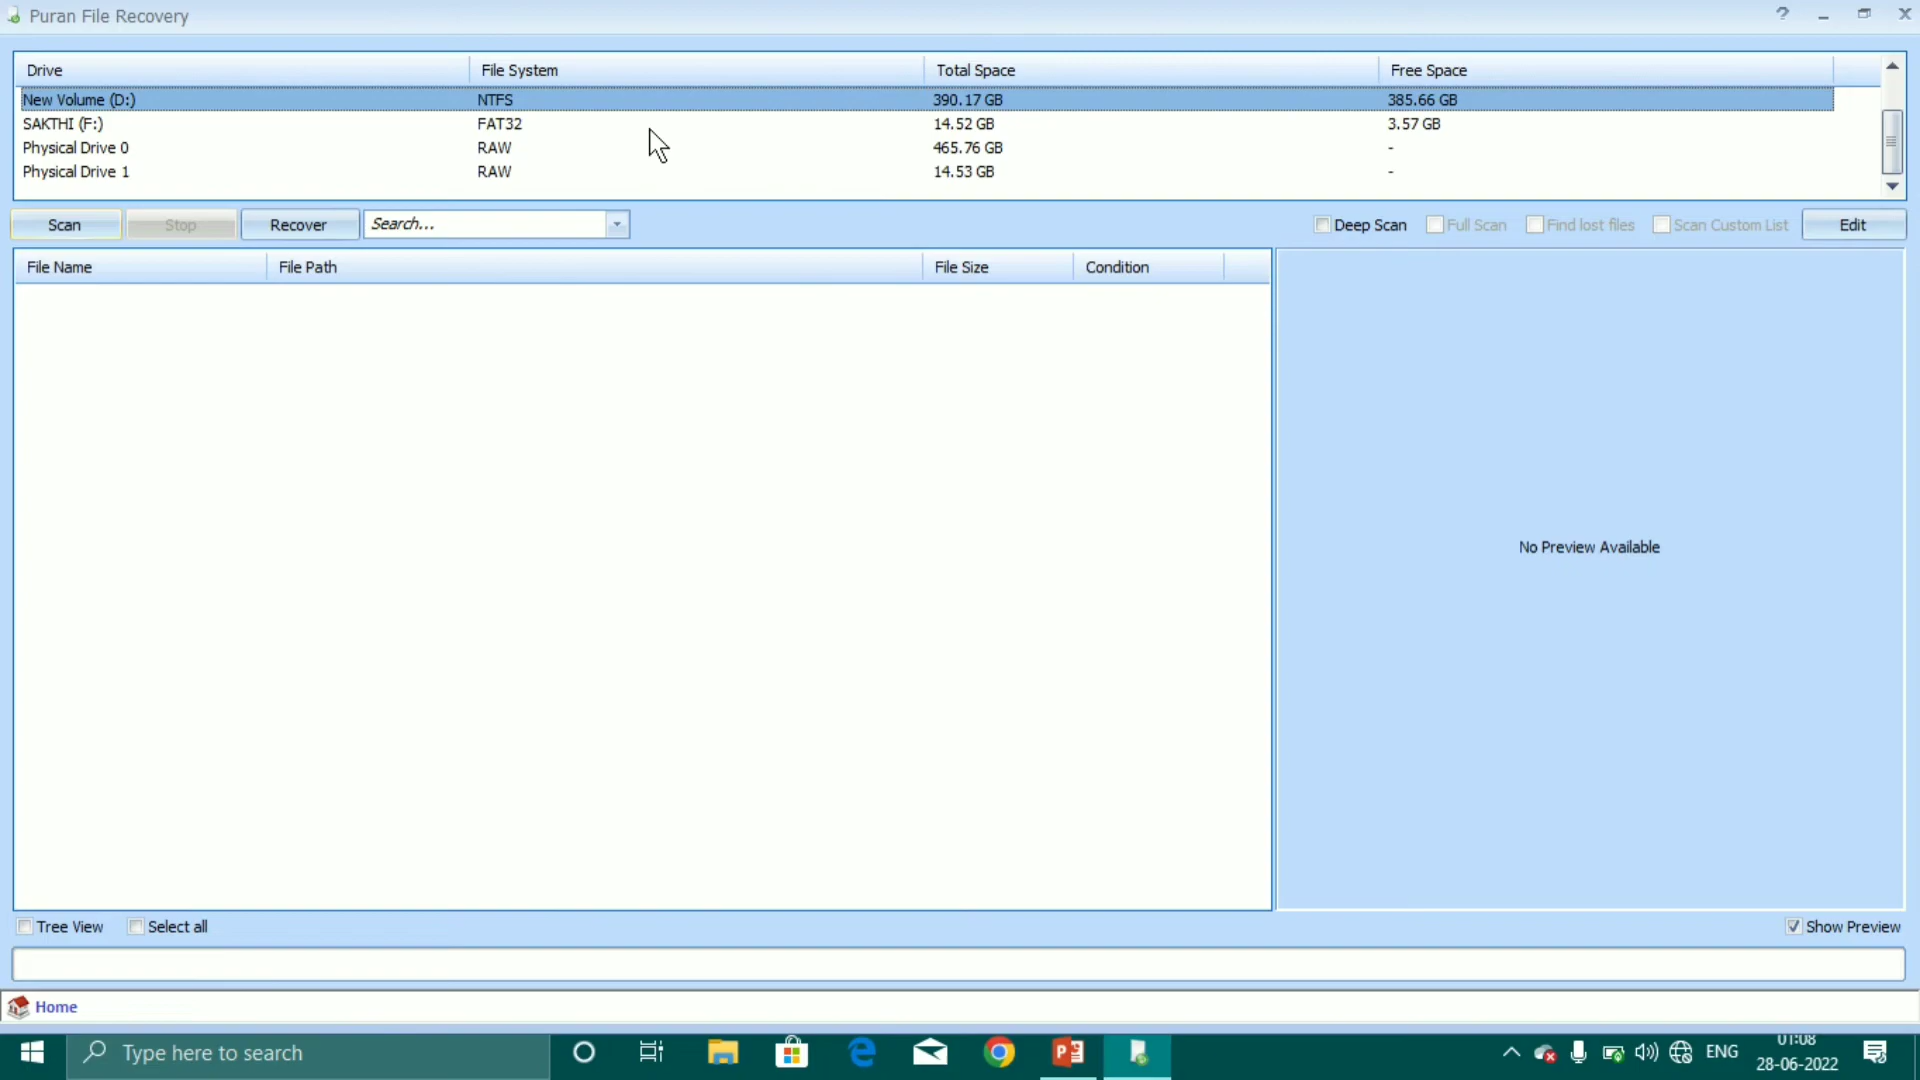 Puran File Recovery
Drive File System Total Space Free Space
New Volume (D:) NTFS 390.17 GB 385.66 GB
SAKTHI (F:) FAT32 14.52 GB 3.57 GB
Physical Drive 0 RAW 465.76 GB -
Physical Drive 1 RAW 14.53 GB -
Scan Stop Recover Search... Deep Scan Full Scan Find lost files Scan Custom List Edit
File Name File Path File Size Condition
No Preview Available
Tree View Select all Show Preview
Home
Type here to search ENG 01:08
28-06-2022